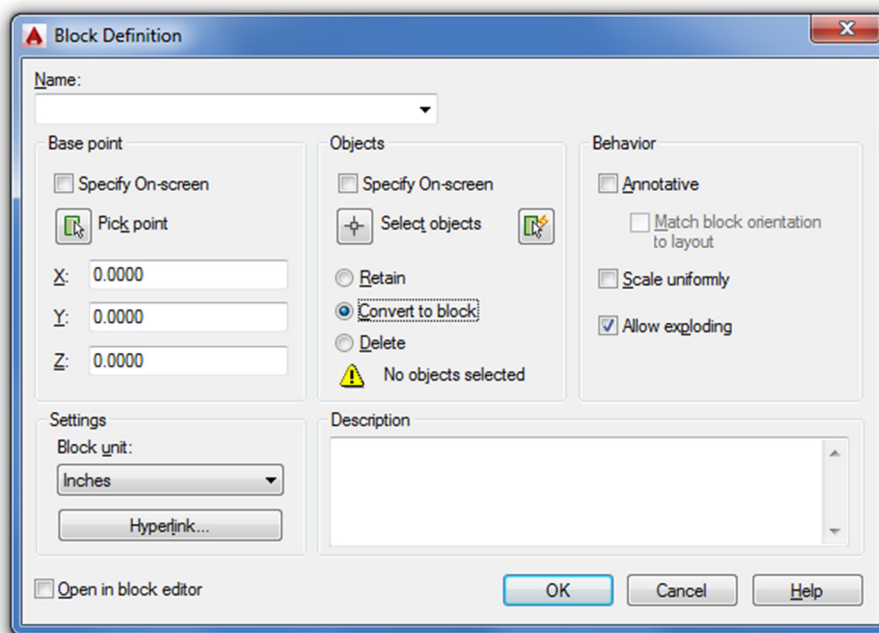 Block Definition
Name:
Base point
Specify On-screen
Pick point
X: 0.0000
Y: 0.0000
Z: 0.0000
Objects
Specify On-screen
Select objects
Retain
Convert to block
Delete
No objects selected
Behavior
Annotative
Match block orientation
to layout
Scale uniformly
Allow exploding
Settings
Block unit:
Inches
Hyperlink...
Description
Open in block editor
OK
Cancel
Help